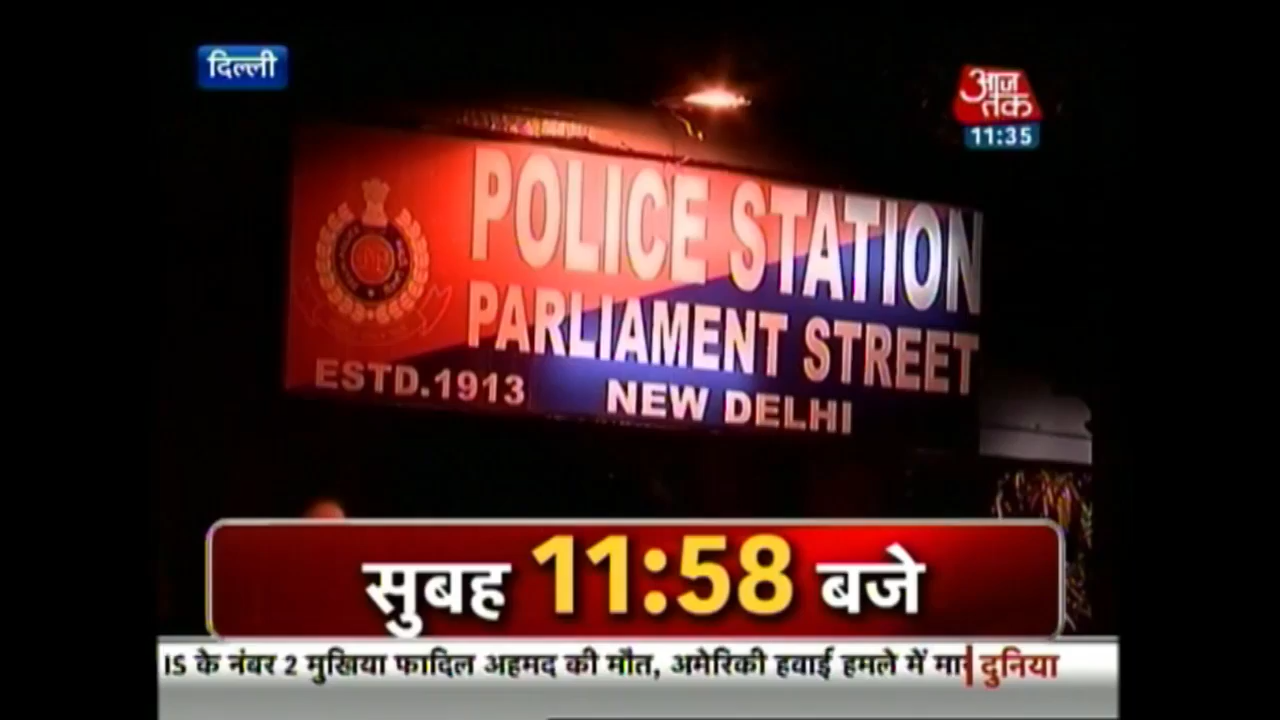 दिल्ली
आज
तक
11:35
POLICE STATION
PARLIAMENT STREET
ESTD.1913
NEW DELHI
सुबह 11:58 बजे
IS के नंबर 2 मुखिया फादिल अहमद की मौत, अमेरिकी हवाई हमले में
दुनिया